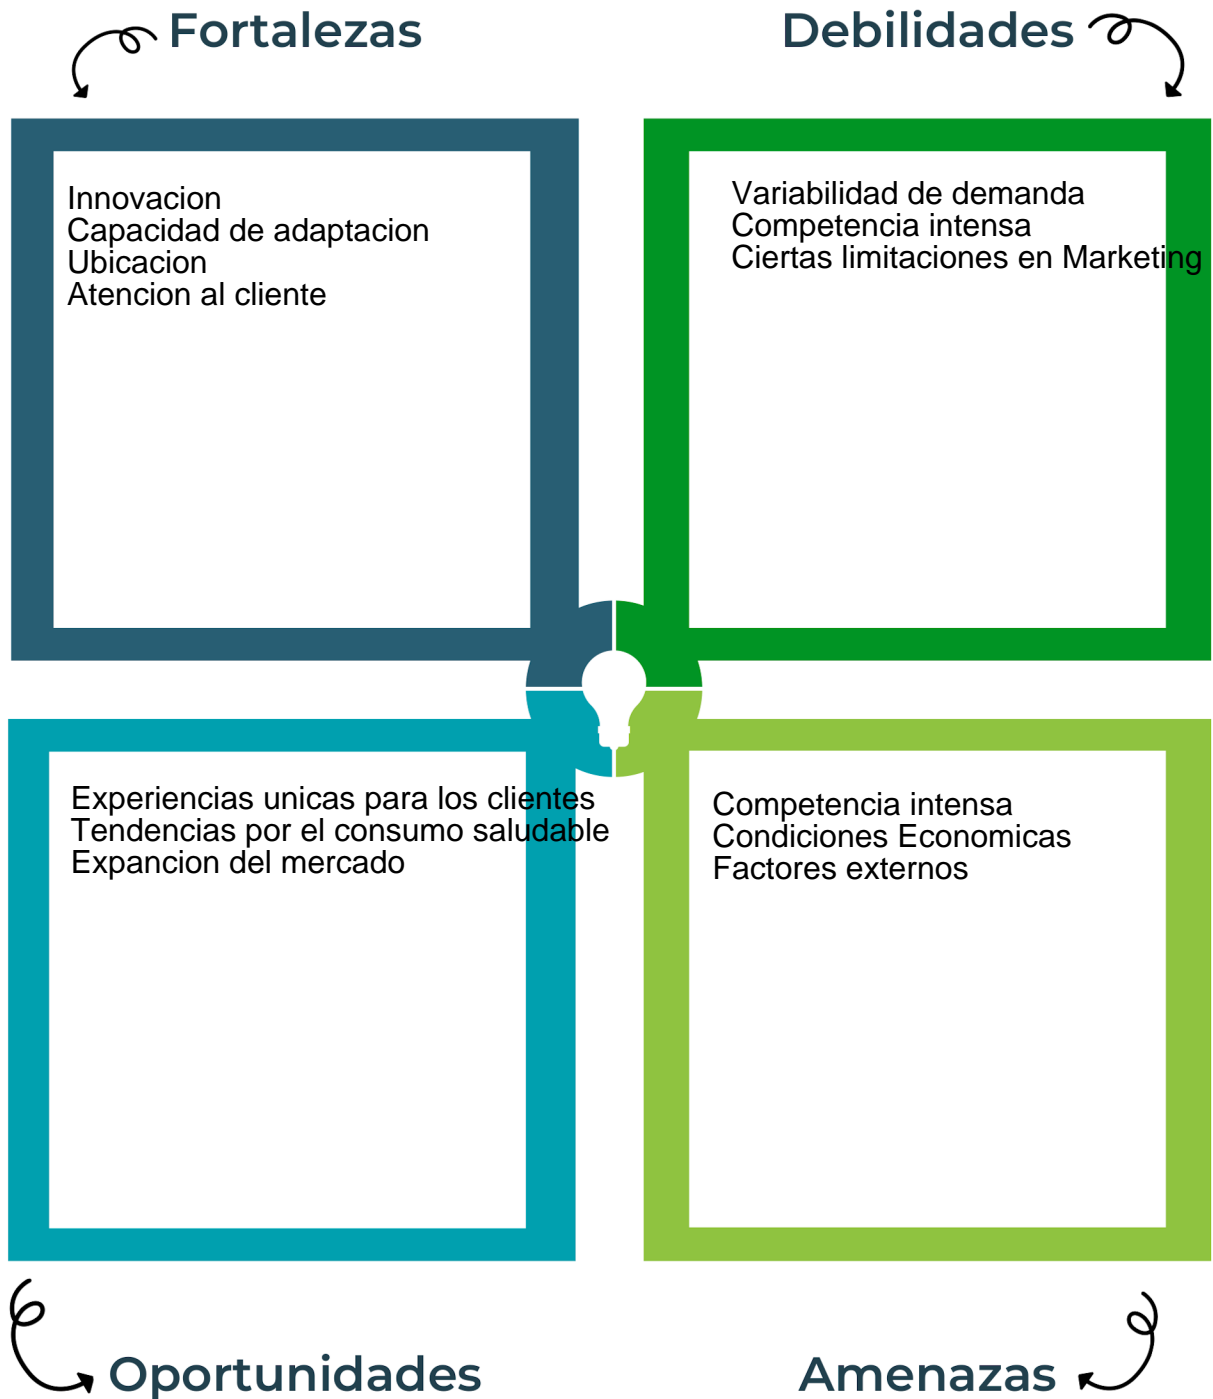 Fortalezas
Innovacion
Capacidad de adaptacion
Ubicacion
Atencion al cliente
Debilidades
Variabilidad de demanda
Competencia intensa
Ciertas limitaciones en Marketing
Experiencias unicas para los clientes
Tendencias por el consumo saludable
Expancion del mercado
Oportunidades
Competencia intensa
Condiciones Economicas
Factores externos
Amenazas